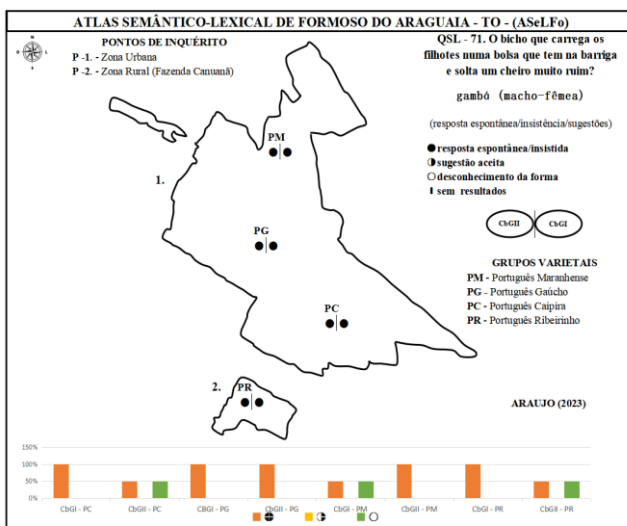 ATLAS SEMÂNTICO-LEXICAL DE FORMOSO DO ARAGUAIA - TO - (ASeLFo)
N
O
L
S
PONTOS DE INQUÉRITO
P -1. - Zona Urbana
P -2. - Zona Rural (Fazenda Canuanã)
QSL - 71. O bicho que carrega os
filhotes numa bolsa que tem na barriga
e solta um cheiro muito ruim?
gambá (macho-fêmea)
(resposta espontânea/insistência/sugestões)
resposta espontânea/insistida
sugestão aceita
desconhecimento da forma
sem resultados
CbGII
CbGI
GRUPOS VARIETAIS
PM - Português Maranhense
PG - Português Gaúcho
PC - Português Caipira
PR - Português Ribeirinho
PM
1.
PG
PC
2.
PR
ARAUJO (2023)
150%
100%
50%
0%
CbGI - PC
CbGII - PC
CBGI - PG
CbGII - PG
CbGI - PM
CbGII - PM
CbGI - PR
CbGII - PR